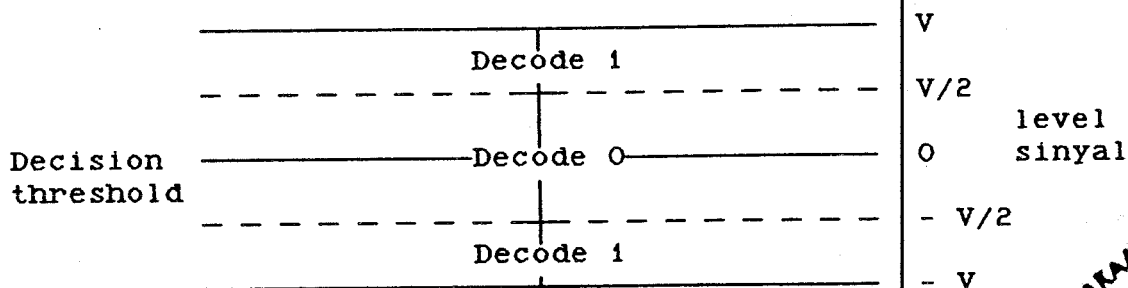 V
Decode 1
V/2
level
Decision
threshold
Decode 0
0
sinyal
- V/2
Decode 1
- V